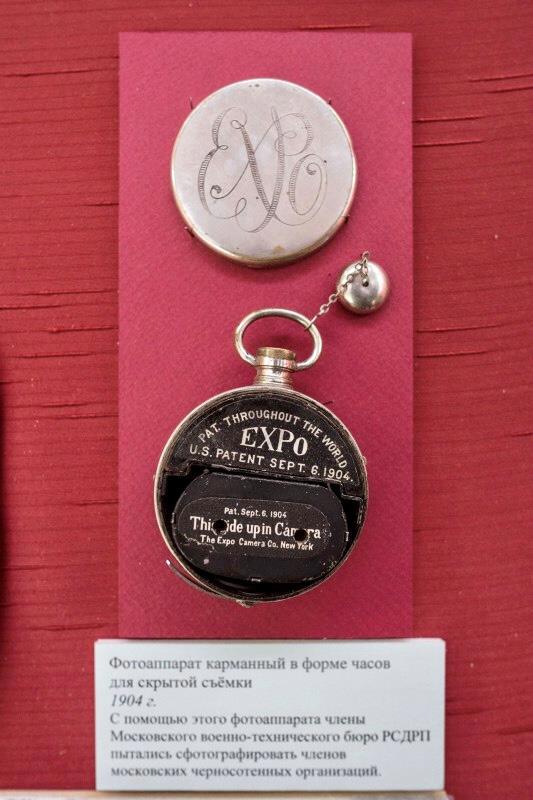 EXPO
PAT. THROUGHOUT THE WORLD.
EXPO
U.S. PATENT SEPT. 6. 1904.
Pat. Sept. 6. 1904
This side up in Camera
The Expo Camera Co. New York
Фотоаппарат карманный в форме часов
для скрытой съёмки
1904 г.
С помощью этого фотоаппарата члены
Московского военно-технического бюро РСДРП
пытались сфотографировать членов
московских черносотенных организаций.